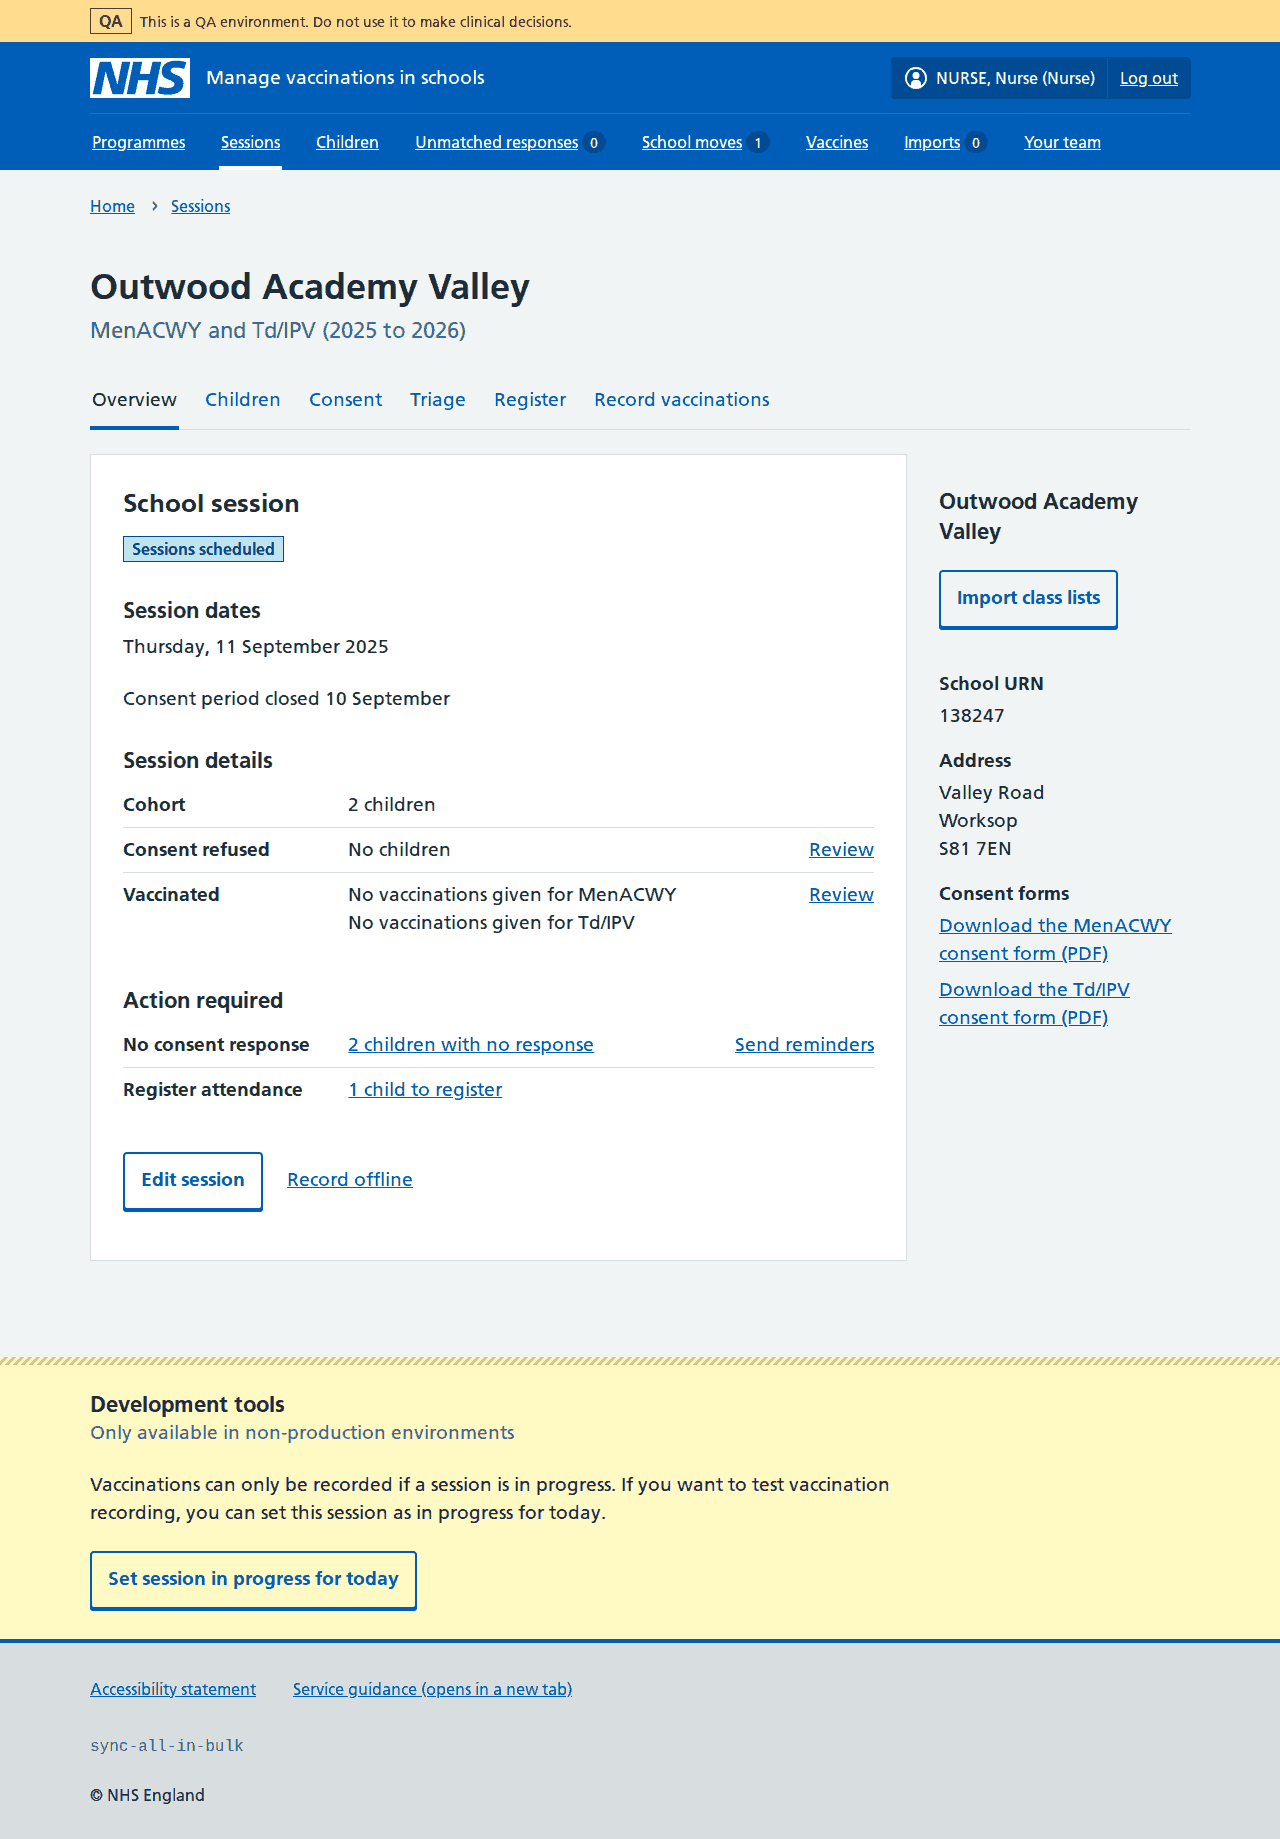 QA This is a QA environment. Do not use it to make clinical decisions.
NHS Manage vaccinations in schools NURSE, Nurse (Nurse) Log out
Programmes Sessions Children Unmatched responses 0 School moves 1 Vaccines Imports 0 Your team
Home › Sessions
Outwood Academy Valley
MenACWY and Td/IPV (2025 to 2026)
Overview Children Consent Triage Register Record vaccinations
School session
Sessions scheduled
Session dates
Thursday, 11 September 2025
Consent period closed 10 September
Session details
Cohort 2 children
Consent refused No children Review
Vaccinated No vaccinations given for MenACWY Review
No vaccinations given for Td/IPV
Action required
No consent response 2 children with no response Send reminders
Register attendance 1 child to register
Edit session Record offline
Outwood Academy
Valley
Import class lists
School URN
138247
Address
Valley Road
Worksop
S81 7EN
Consent forms
Download the MenACWY
consent form (PDF)
Download the Td/IPV
consent form (PDF)
Development tools
Only available in non-production environments
Vaccinations can only be recorded if a session is in progress. If you want to test vaccination
recording, you can set this session as in progress for today.
Set session in progress for today
Accessibility statement Service guidance (opens in a new tab)
sync-all-in-bulk
© NHS England